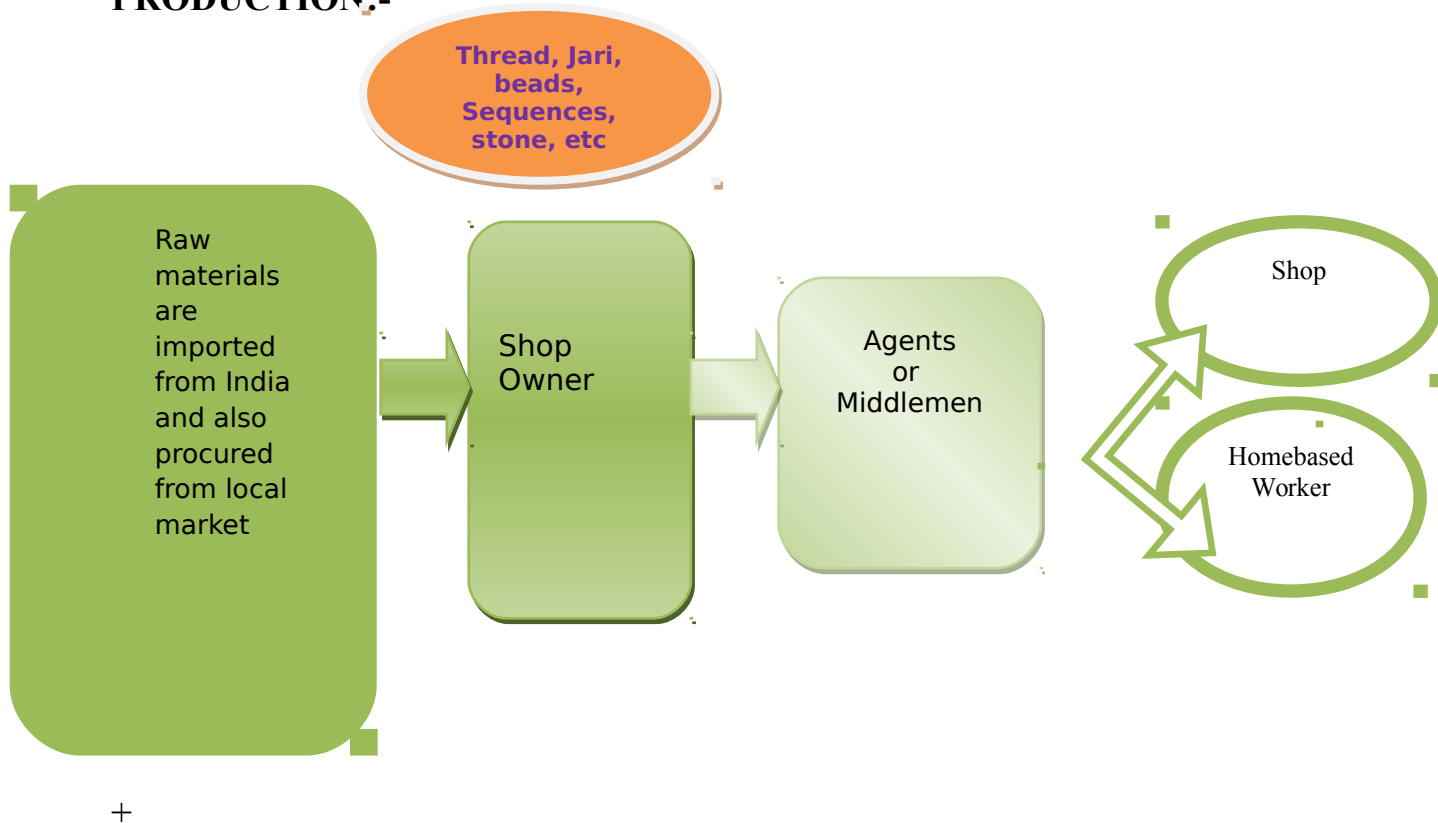 PRODUCTION:-
Thread, Jari,
beads,
Sequences,
stone, etc
Raw
materials
are
imported
from India
and also
procured
from local
market
Shop
Owner
Agents
or
Middlemen
Shop
Homebased
Worker
+